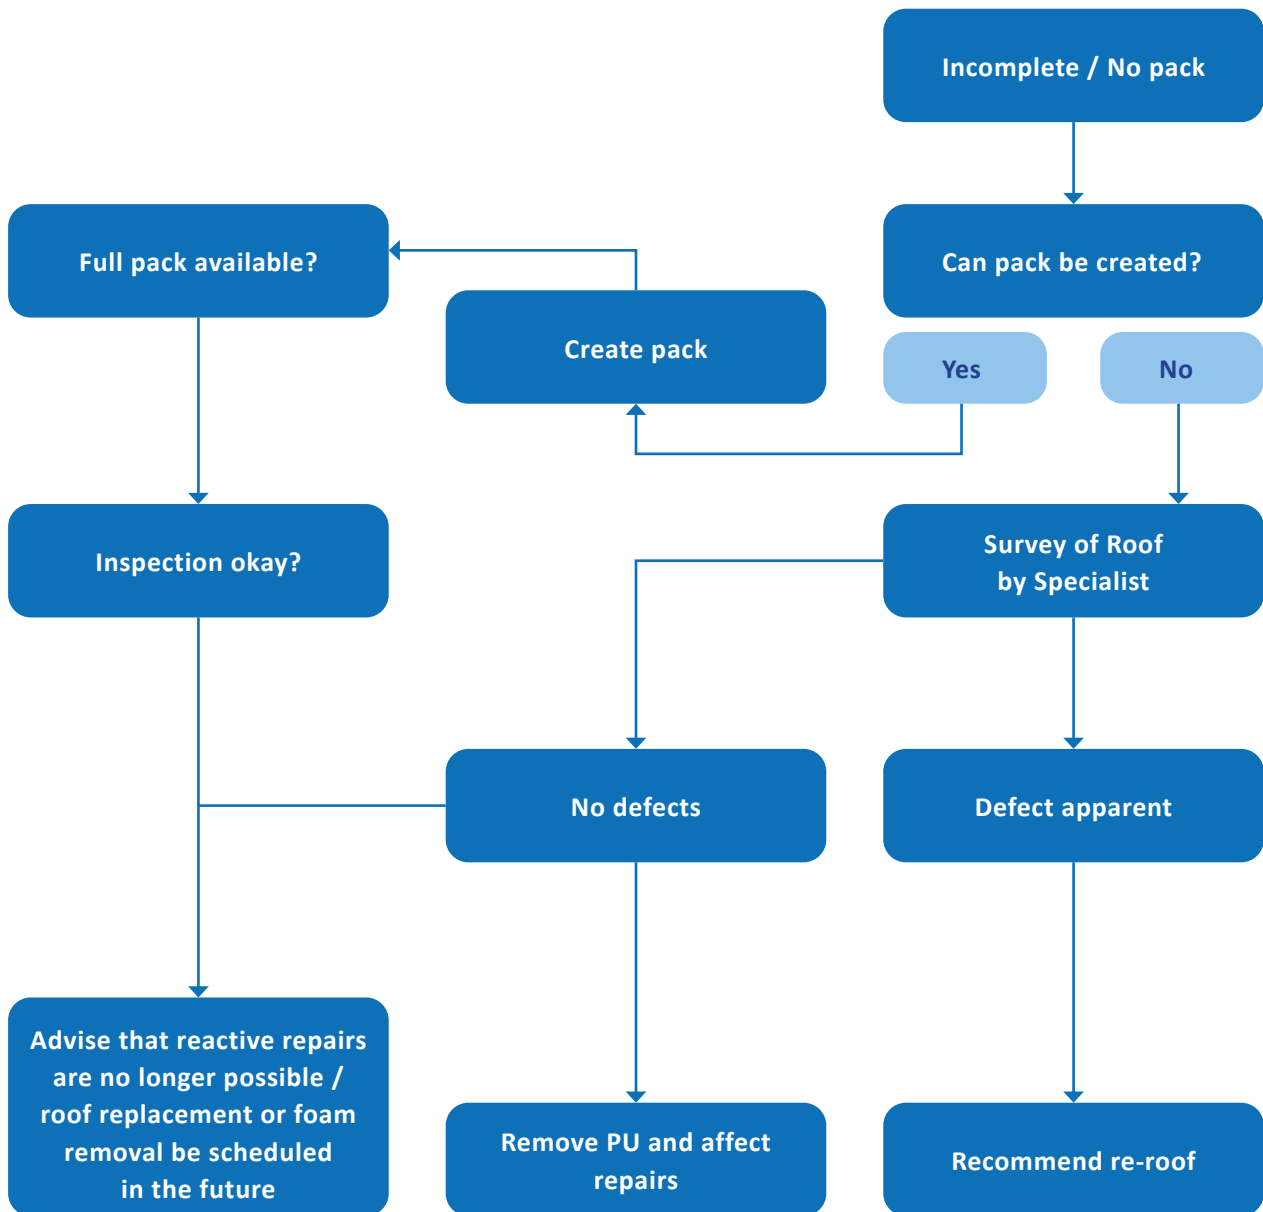 Incomplete / No pack
Full pack available?
Can pack be created?
Create pack
Yes
No
Inspection okay?
Survey of Roof
by Specialist
No defects
Defect apparent
Advise that reactive repairs
are no longer possible /
roof replacement or foam
removal be scheduled
in the future
Remove PU and affect
repairs
Recommend re-roof